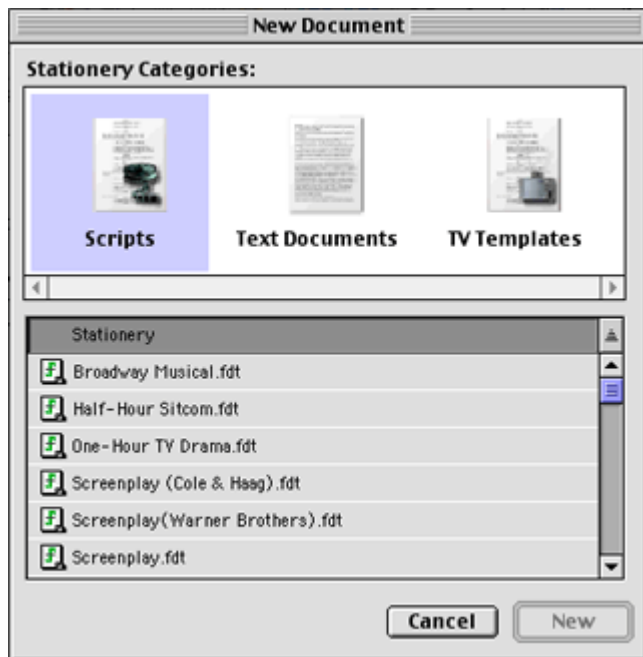 New Document
Stationery Categories:
Scripts Text Documents TV Templates
Stationery
Broadway Musical.fdt
Half-Hour Sitcom.fdt
One-Hour TV Drama.fdt
Screenplay (Cole & Haag).fdt
Screenplay(Warner Brothers).fdt
Screenplay.fdt
Cancel New